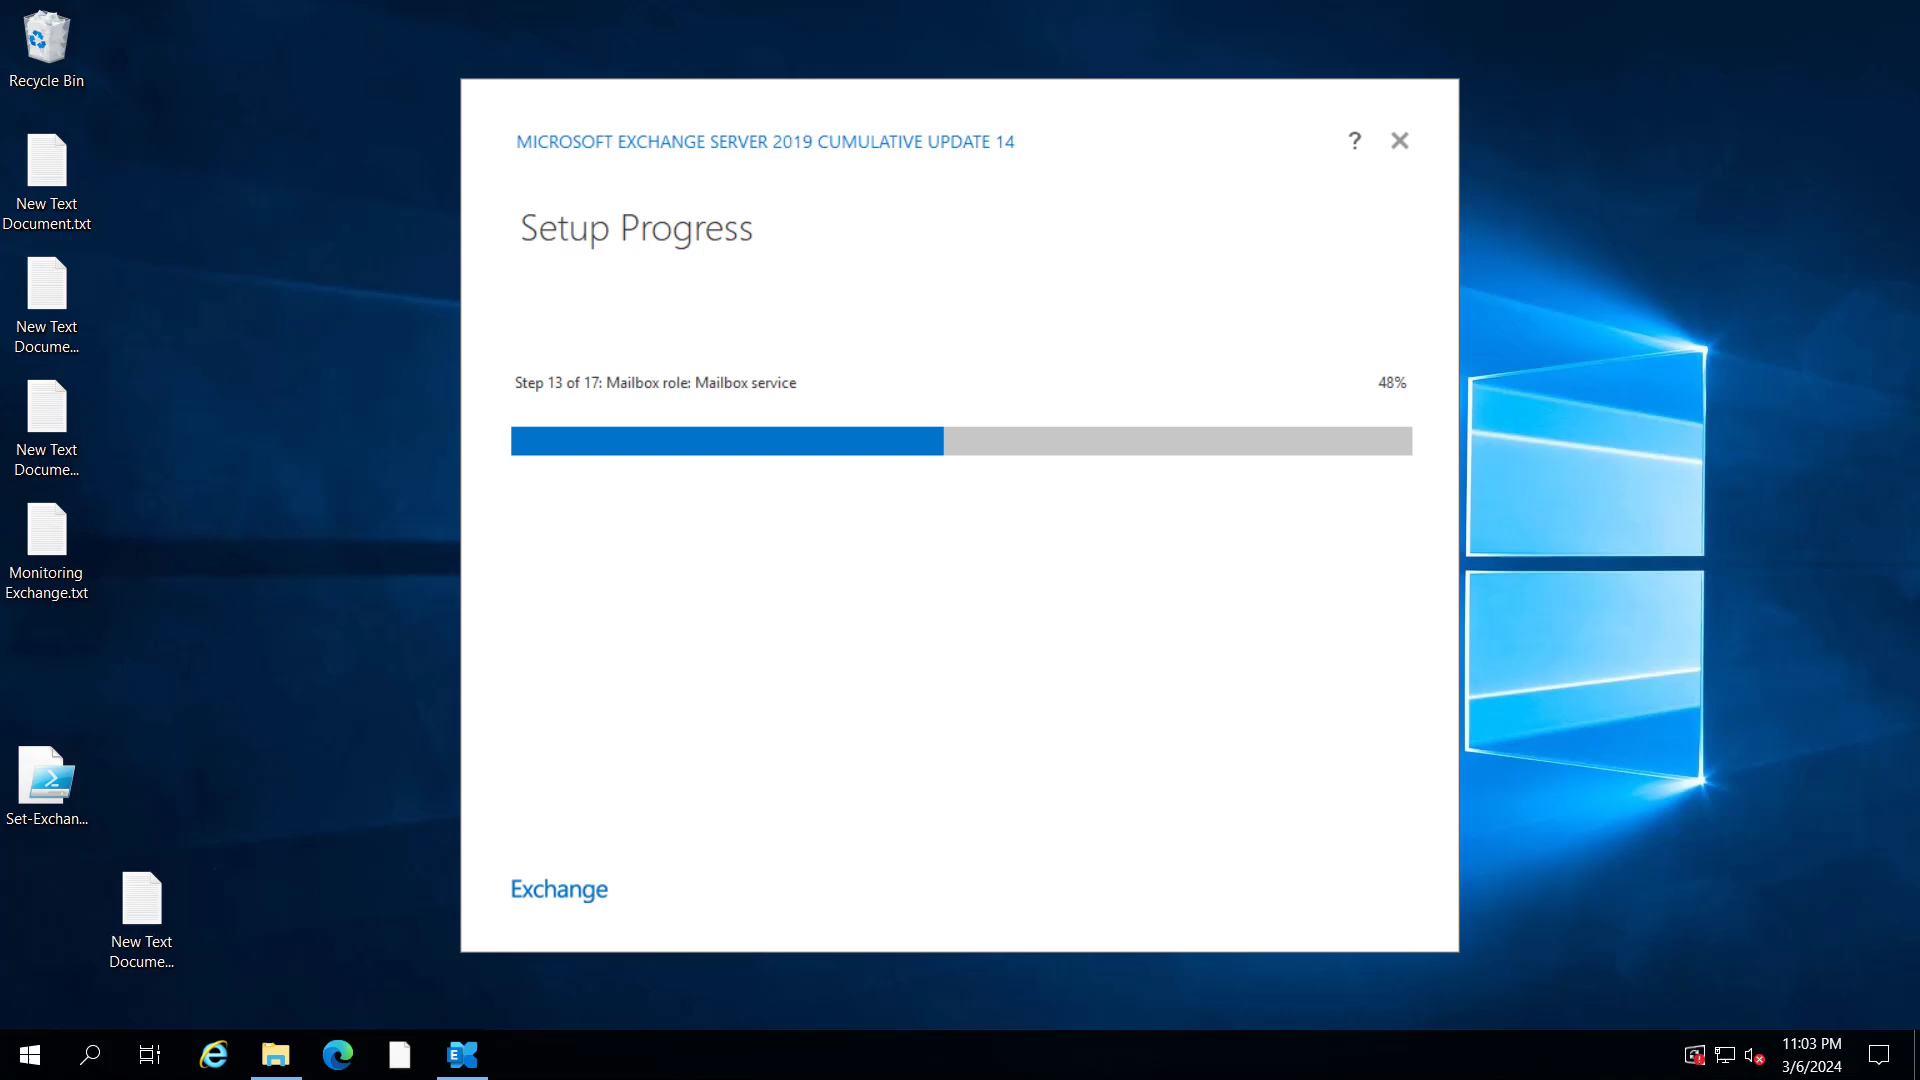 Recycle Bin
New Text
Document.txt
New Text
Docume...
New Text
Docume...
Monitoring
Exchange.txt
Set-Exchan...
New Text
Docume...
MICROSOFT EXCHANGE SERVER 2019 CUMULATIVE UPDATE 14
?
Setup Progress
Step 13 of 17: Mailbox role: Mailbox service 48%
Exchange
11:03 PM
3/6/2024